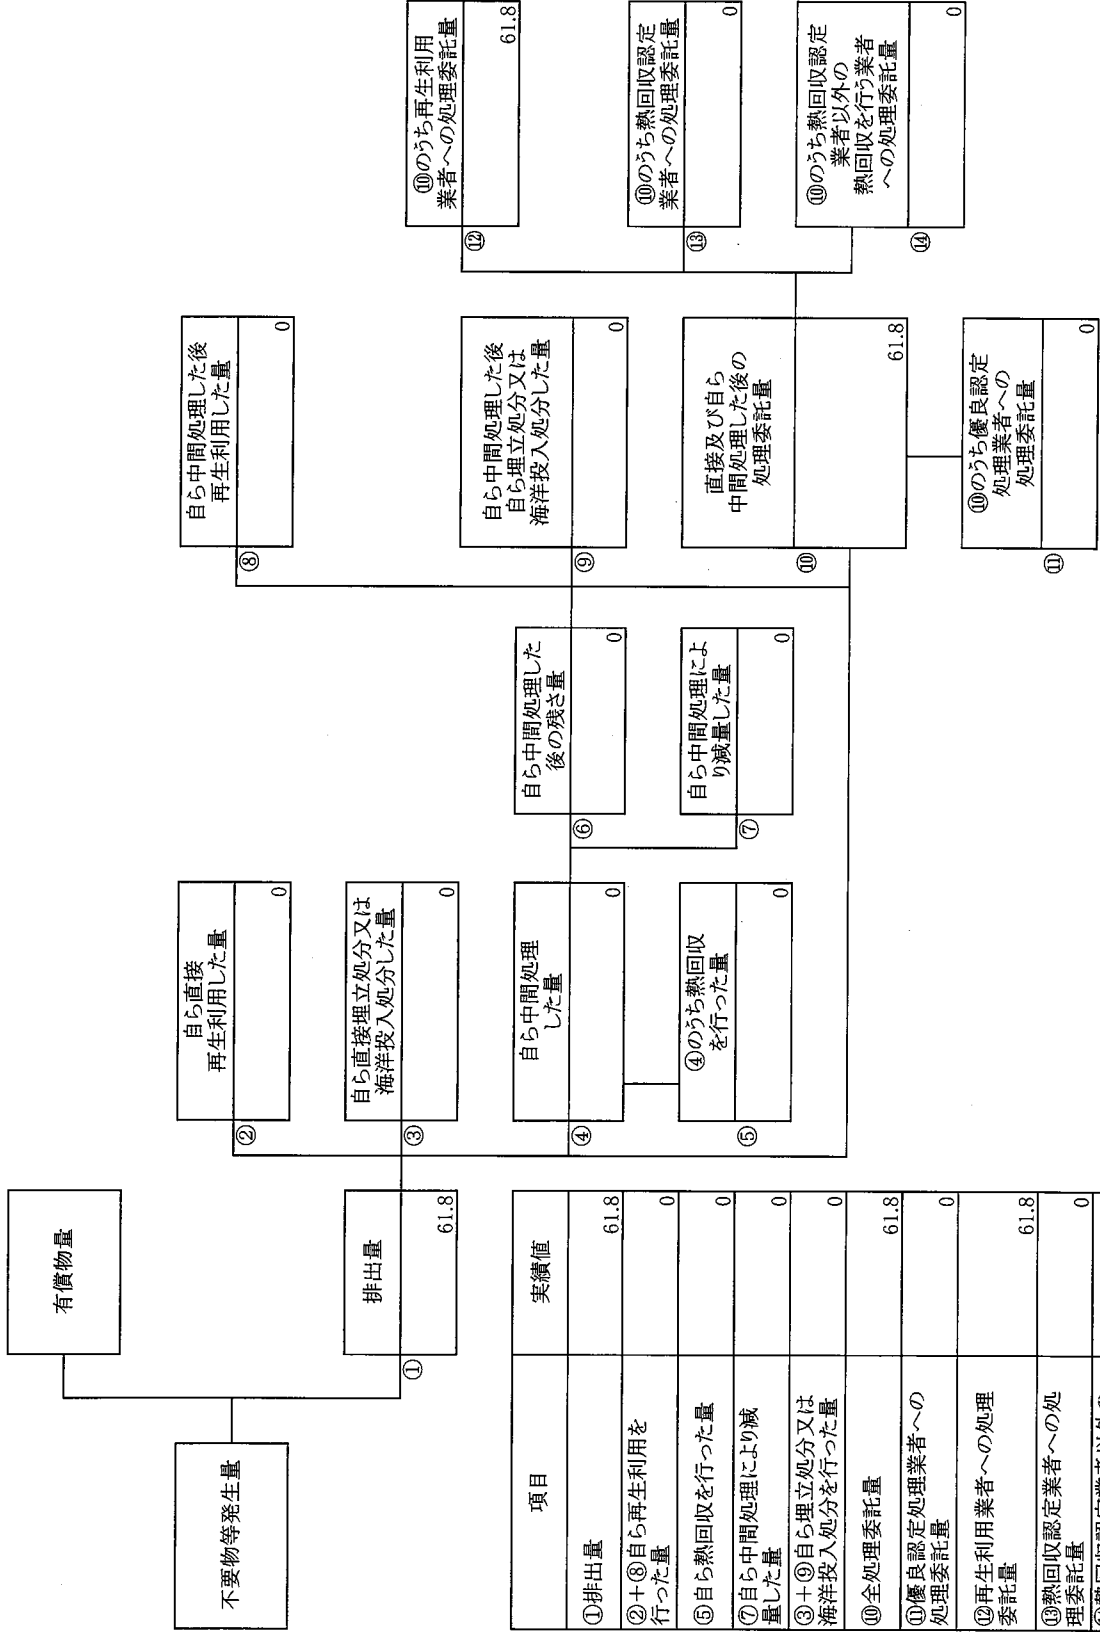 不要物等発生量
有償物量
①
排出量
61.8
②
自ら直接
再生利用した量
0
③
自ら直接埋立処分又は
海洋投入処分した量
0
④
自ら中間処理
した量
0
⑤
④のうち熱回収
を行った量
0
⑥
自ら中間処理した
後の残さ量
0
⑦
自ら中間処理によ
り減量した量
0
⑧
自ら中間処理した後
再生利用した量
0
⑨
自ら中間処理した後
自ら埋立処分又は
海洋投入処分した量
0
⑩
直接及び自ら
中間処理した後の
処理委託量
61.8
⑪
⑩のうち優良認定
処理業者への
処理委託量
0
⑫
⑩のうち再生利用
業者への処理委託量
61.8
⑬
⑩のうち熱回収認定
業者への処理委託量
0
⑭
⑩のうち熱回収認定
業者以外の
熱回収を行う業者
への処理委託量
0
項目 実績値
①排出量 61.8
②+⑧自ら再生利用を
行った量 0
⑤自ら熱回収を行った量 0
⑦自ら中間処理により減
量した量 0
③+⑨自ら埋立処分又は
海洋投入処分を行った量 0
⑩全処理委託量 61.8
⑪優良認定処理業者への
処理委託量 0
⑫再生利用業者への処理
委託量 61.8
⑬熱回収認定業者への処
理委託量 0